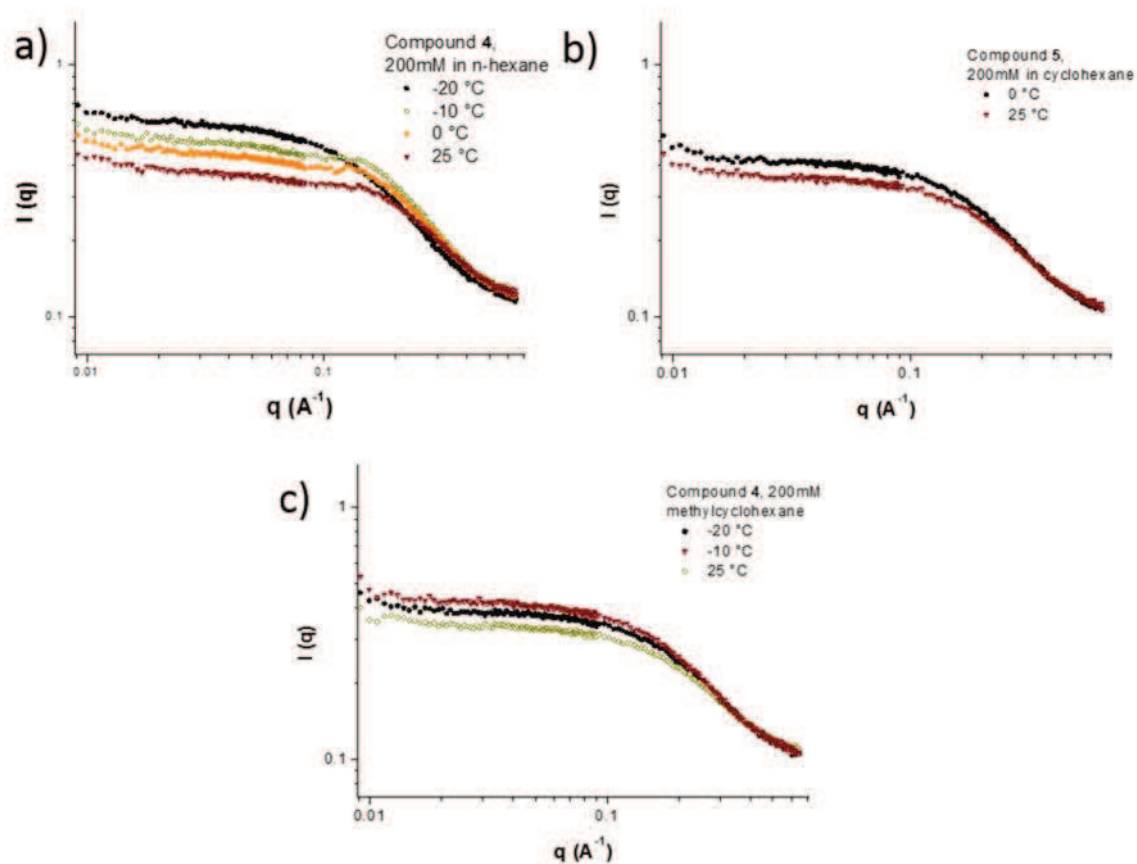 a)
Compound 4,
200mM in n-hexane
-20 °C
-10 °C
0 °C
25 °C
1
0.1
I (q)
0.01
0.1
q (A-1)
b)
Compound 5,
200mM in cyclohexane
0 °C
25 °C
1
0.1
I (q)
0.01
0.1
q (A-1)
c)
Compound 4, 200mM
methylcyclohexane
-20 °C
-10 °C
25 °C
1
0.1
I (q)
0.01
0.1
q (A-1)